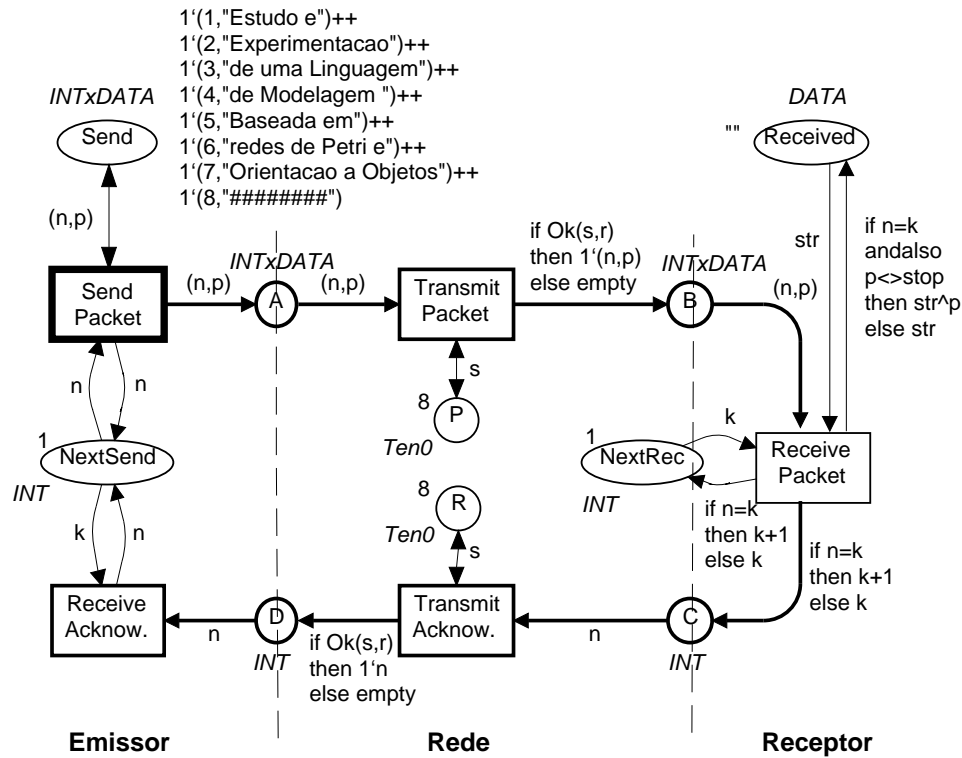 1‘(1,"Estudo e")++
1‘(2,"Experimentacao")++
1‘(3,"de uma Linguagem")++
1‘(4,"de Modelagem ")++
1‘(5,"Baseada em")++
1‘(6,"redes de Petri e")++
1‘(7,"Orientacao a Objetos")++
1‘(8,"########")
INTxDATA
Send
(n,p)
DATA
""
Received
str
if n=k
andalso
p<>stop
then str^p
else str
Send
Packet
(n,p)
INTxDATA
A
(n,p)
Transmit
Packet
if Ok(s,r)
then 1‘(n,p)
else empty
INTxDATA
B
(n,p)
s
8
P
Ten0
n
n
1
NextSend
INT
k
n
8
R
Ten0
s
1
NextRec
INT
k
if n=k
then k+1
else k
Receive
Packet
if n=k
then k+1
else k
Receive
Acknow.
n
D
INT
if Ok(s,r)
then 1‘n
else empty
Transmit
Acknow.
n
C
INT
Emissor
Rede
Receptor